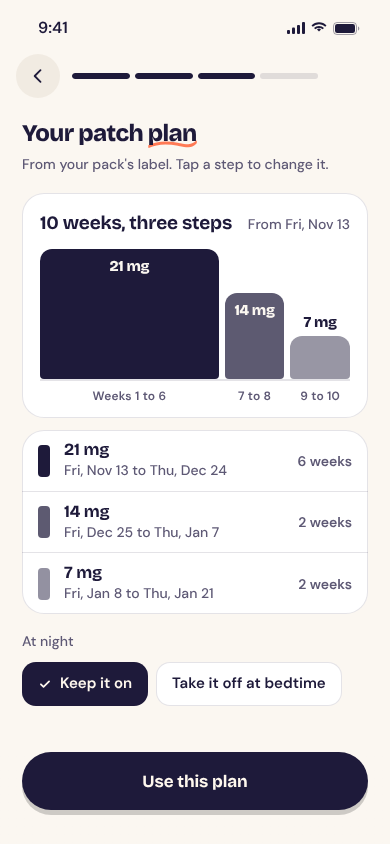 9:41
Your patch plan
From your pack's label. Tap a step to change it.
10 weeks, three steps
From Fri, Nov 13
21 mg
14 mg
7 mg
Weeks 1 to 6
7 to 8
9 to 10
21 mg
Fri, Nov 13 to Thu, Dec 24
6 weeks
14 mg
Fri, Dec 25 to Thu, Jan 7
2 weeks
7 mg
Fri, Jan 8 to Thu, Jan 21
2 weeks
At night
Keep it on
Take it off at bedtime
Use this plan